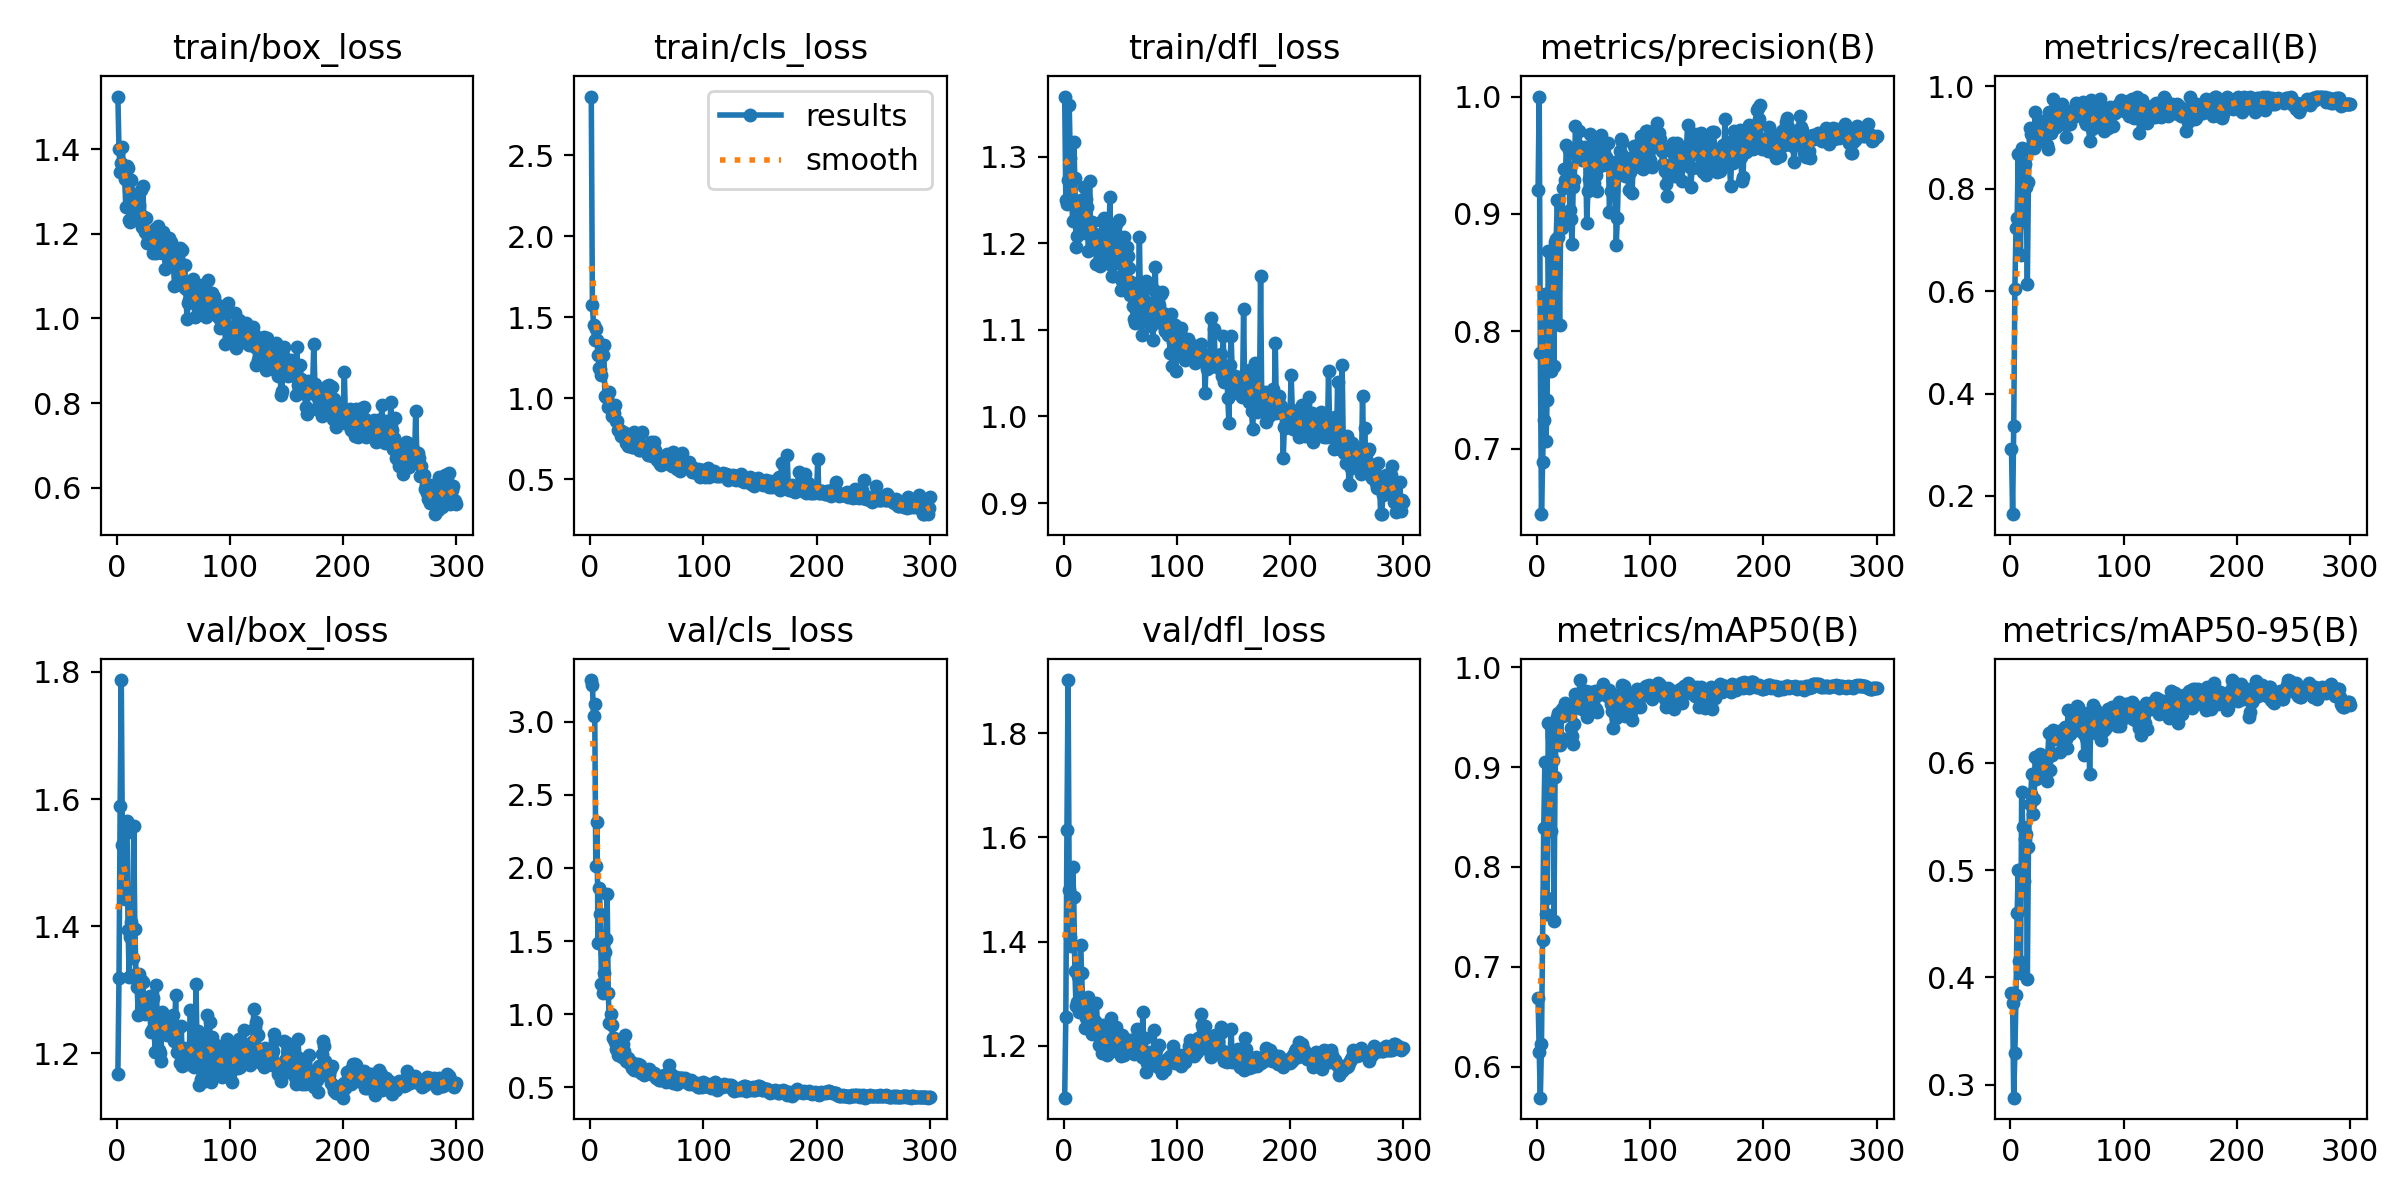 train/box_loss
train/cls_loss
train/dfl_loss
metrics/precision(B)
metrics/recall(B)
1.4
1.2
1.0
0.8
0.6
0 100 200 300
results
smooth
2.5
2.0
1.5
1.0
0.5
0 100 200 300
1.3
1.2
1.1
1.0
0.9
0 100 200 300
1.0
0.9
0.8
0.7
0 100 200 300
1.0
0.8
0.6
0.4
0.2
0 100 200 300
val/box_loss
val/cls_loss
val/dfl_loss
metrics/mAP50(B)
metrics/mAP50-95(B)
1.8
1.6
1.4
1.2
0 100 200 300
3.0
2.5
2.0
1.5
1.0
0.5
0 100 200 300
1.8
1.6
1.4
1.2
0 100 200 300
1.0
0.9
0.8
0.7
0.6
0 100 200 300
0.6
0.5
0.4
0.3
0 100 200 300